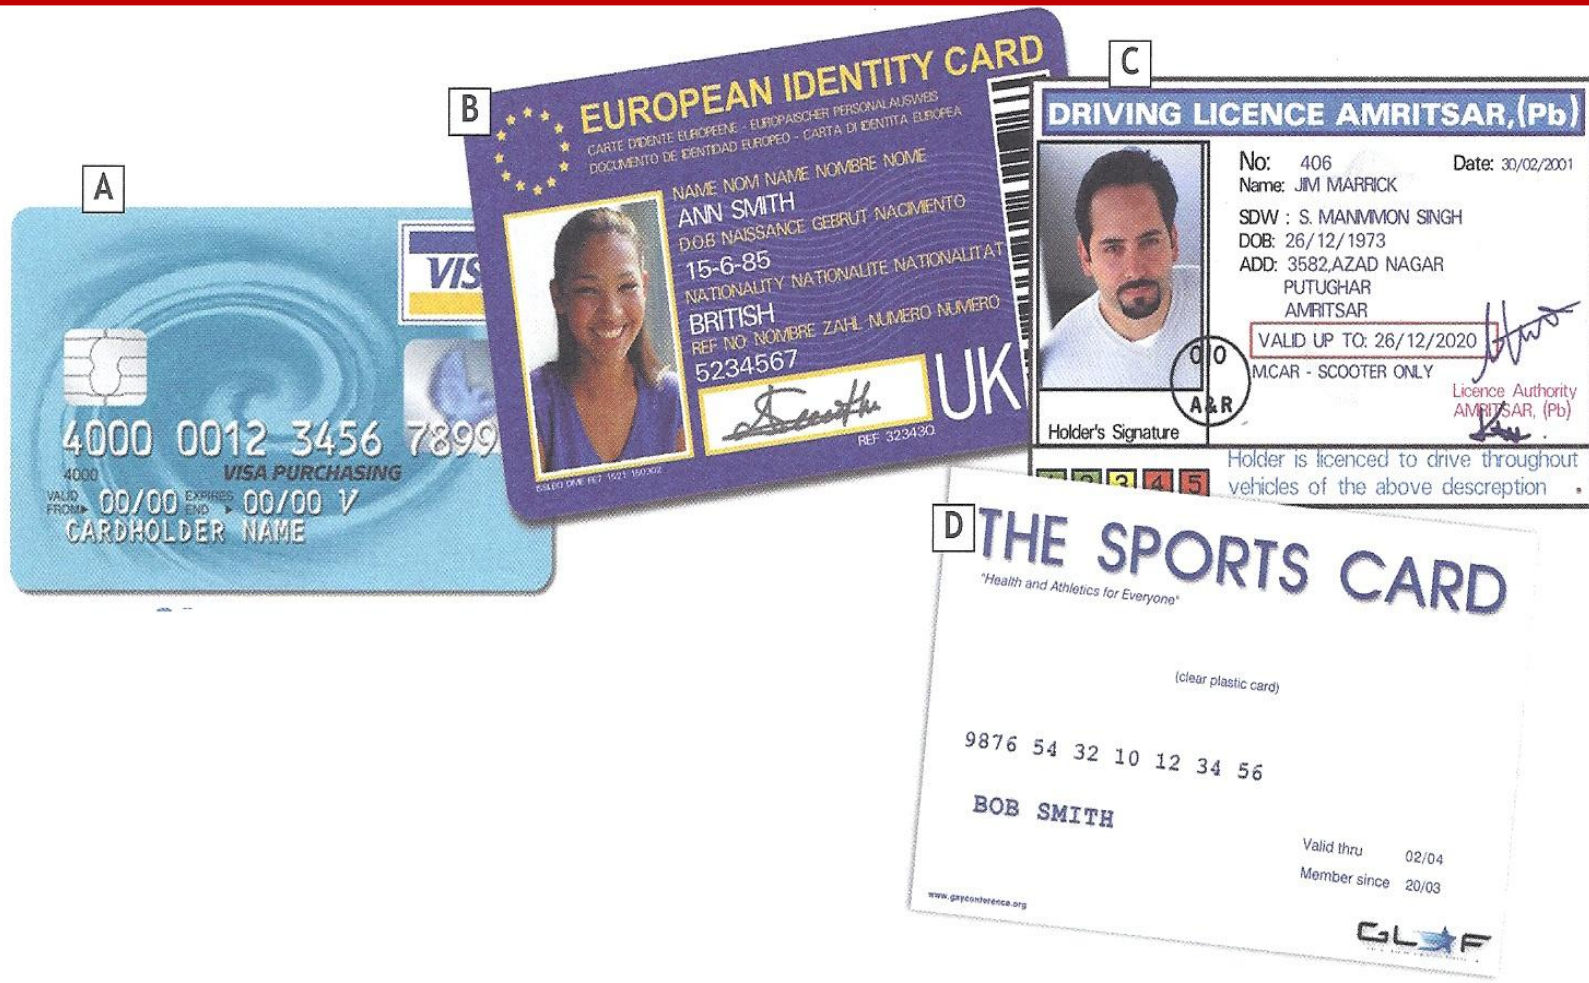 A
VIS
4000 0012 3456 7899
4000
VISA PURCHASING
VALID FROM 00/00 EXPIRES END 00/00 V
CARDHOLDER NAME
B
EUROPEAN IDENTITY CARD
CARTE D'IDENTE EUROPEENE - EUROPAISCHER PERSONALAUSWEIS
DOCUMENTO DE IDENTIDAD EUROPEO - CARTA DI IDENTITA EUROPEA
NAME NOM NAME NOMBRE NOME
ANN SMITH
D.O.B NAISSANCE GEBRUT NACIMIENTO
15-6-85
NATIONALITY NATIONALITE NATIONALITAT
BRITISH
REF NO NOMBRE ZAHL NUMERO NUMERO
5234567
UK
REF 32343Q
C
DRIVING LICENCE AMRITSAR,(Pb)
No: 406 Date: 30/02/2001
Name: JIM MARRICK
SDW : S. MANMMON SINGH
DOB: 26/12/1973
ADD: 3582,AZAD NAGAR
PUTUGHAR
AMRITSAR
VALID UP TO: 26/12/2020
M.CAR - SCOOTER ONLY
A&R
Licence Authority
AMRITSAR, (Pb)
Holder's Signature
Holder is licenced to drive throughout
vehicles of the above descreption .
3 4 5
D
THE SPORTS CARD
"Health and Athletics for Everyone"
(clear plastic card)
9876 54 32 10 12 34 56
BOB SMITH
Valid thru 02/04
Member since 20/03
www.gayconference.org